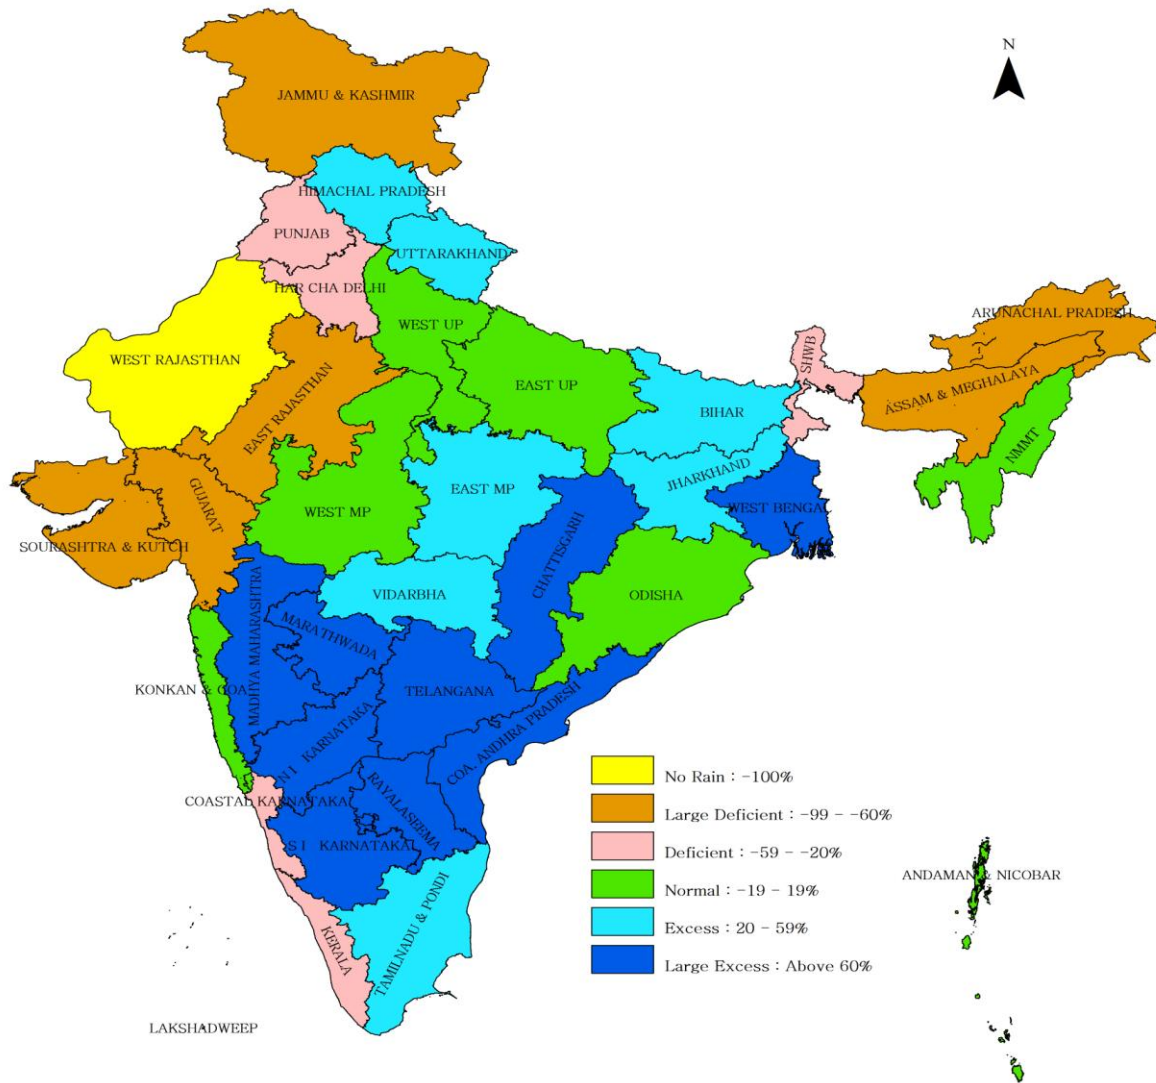 N
JAMMU & KASHMIR
HIMACHAL PRADESH
PUNJAB
UTTARAKHAND
HAR CHA DELHI
ARUNACHAL PRADESH
WEST UP
SHWB
WEST RAJASTHAN
EAST RAJASTHAN
EAST UP
ASSAM & MEGHALAYA
BIHAR
NMMT
JHARKHAND
GUJARAT
EAST MP
WEST MP
WEST BENGAL
SOURASHTRA & KUTCH
CHATTISGARH
VIDARBHA
ODISHA
MADHYA MAHARASHTRA
MARATHWADA
KONKAN & GOA
TELANGANA
COA. ANDHRA PRADESH
N I KARNATAKA
COASTAL KARNATAKA
RAYALASEEMA
S I KARNATAKA
KERALA
TAMILNADU & PONDI
LAKSHADWEEP
ANDAMAN & NICOBAR
No Rain : -100%
Large Deficient : -99 - -60%
Deficient : -59 - -20%
Normal : -19 - 19%
Excess : 20 - 59%
Large Excess : Above 60%